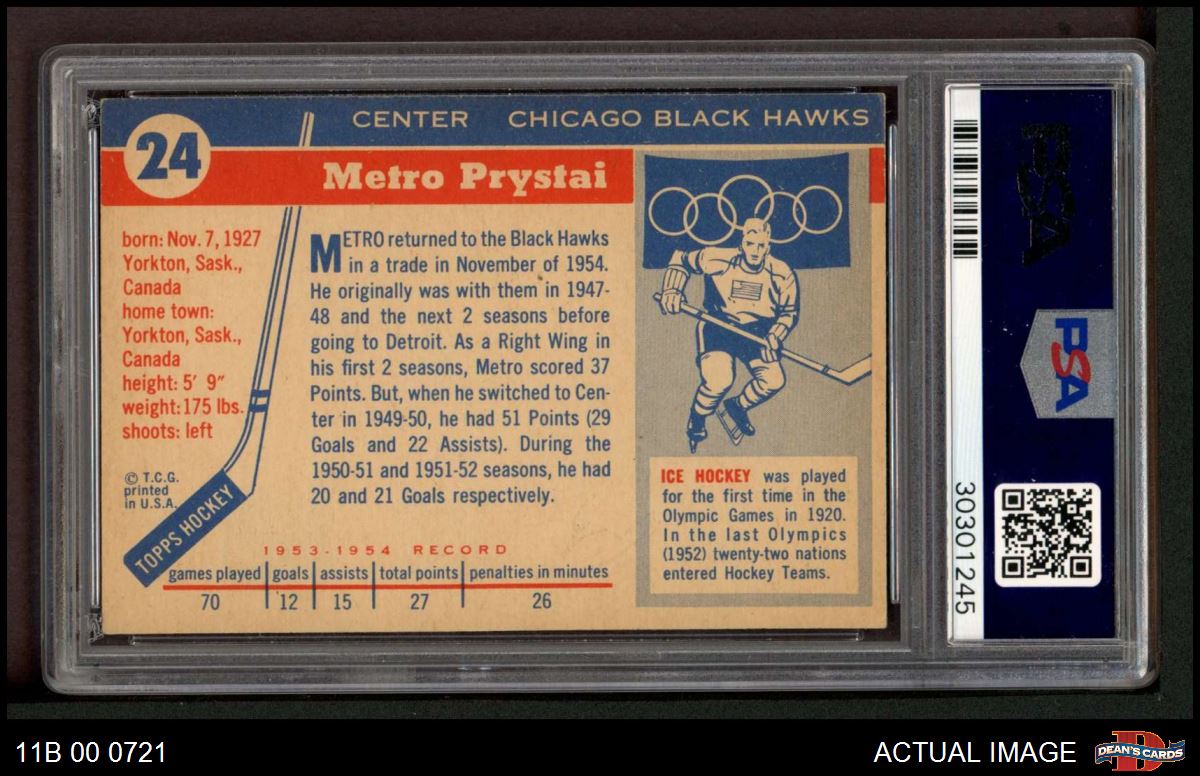 CENTER CHICAGO BLACK HAWKS
24
Metro Prystai
born: Nov. 7, 1927
Yorkton, Sask.,
Canada
home town:
Yorkton, Sask.,
Canada
height: 5' 9"
weight: 175 lbs.
shoots: left
© T.C.G.
printed
in U.S.A.
TOPPS HOCKEY
METRO returned to the Black Hawks
in a trade in November of 1954.
He originally was with them in 1947-
48 and the next 2 seasons before
going to Detroit. As a Right Wing in
his first 2 seasons, Metro scored 37
Points. But, when he switched to Cen-
ter in 1949-50, he had 51 Points (29
Goals and 22 Assists). During the
1950-51 and 1951-52 seasons, he had
20 and 21 Goals respectively.
1953-1954 RECORD
games played goals assists total points penalties in minutes
70 12 15 27 26
ICE HOCKEY was played
for the first time in the
Olympic Games in 1920.
In the last Olympics
(1952) twenty-two nations
entered Hockey Teams.
PSA
PSA
30301245
11B 00 0721
ACTUAL IMAGE
DEAN'S CARDS